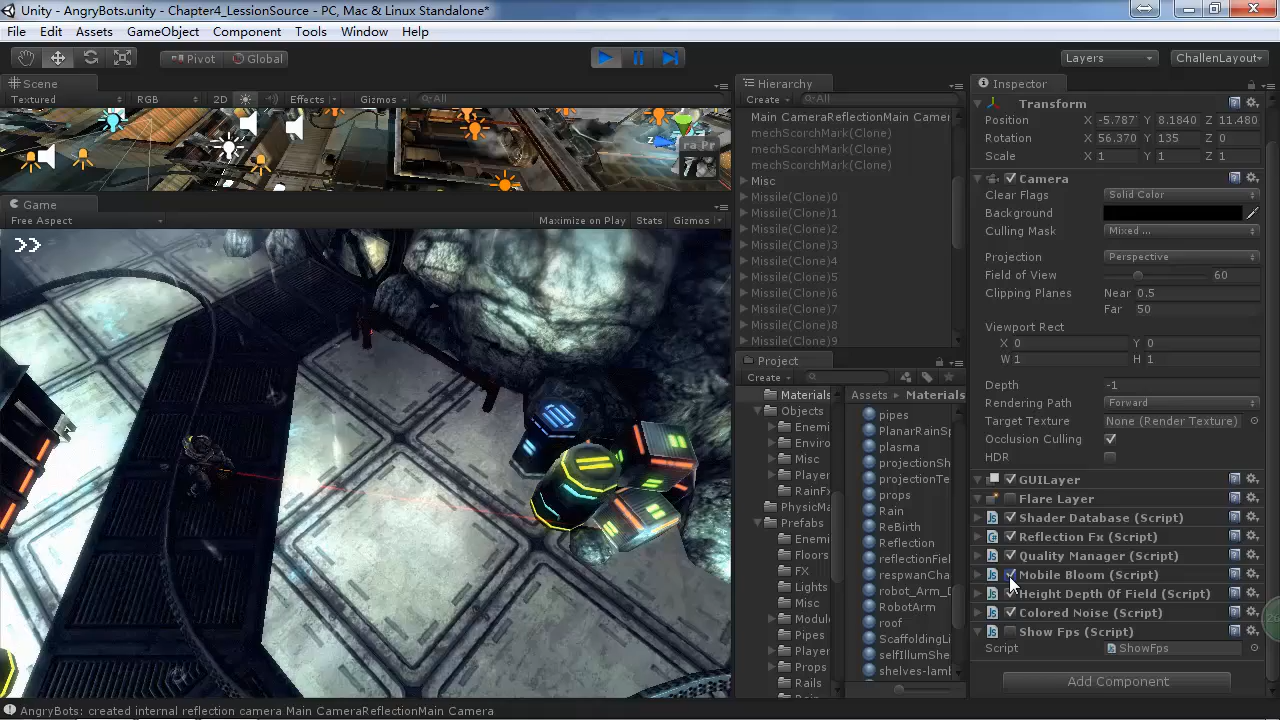 Unity - AngryBots.unity - Chapter4_LessionSource - PC, Mac & Linux Standalone*
File Edit Assets GameObject Component Tools Window Help
Pivot Global Layers ChallenLayout
Scene
Textured RGB 2D Effects Gizmos All
ra Pr
Game
Free Aspect Maximize on Play Stats Gizmos
>>
Hierarchy
Create All
Main CameraReflectionMain Camer
mechScorchMark(Clone)
mechScorchMark(Clone)
mechScorchMark(Clone)
Misc
Missile(Clone)0
Missile(Clone)1
Missile(Clone)2
Missile(Clone)3
Missile(Clone)4
Missile(Clone)5
Missile(Clone)6
Missile(Clone)7
Missile(Clone)8
Missile(Clone)9
Project
Create
Materials
Objects
Enemi
Enviro
Misc
Player
RainFx
PhysicMa
Prefabs
Enemi
Floors
FX
Lights
Misc
Modul
Pipes
Player
Props
Rails
Assets Materials
pipes
PlanarRainSp
plasma
projectionSh
projectionTe
props
Rain
ReBirth
Reflection
reflectionFiel
respwanCha
robot_Arm_D
RobotArm
roof
ScaffoldingLi
selfIllumShe
shelves-lamb
Inspector
Transform
Position X -5.787 Y 8.1840 Z 11.480
Rotation X 56.370 Y 135 Z 0
Scale X 1 Y 1 Z 1
Camera
Clear Flags Solid Color
Background
Culling Mask Mixed ...
Projection Perspective
Field of View 60
Clipping Planes Near 0.5
Far 50
Viewport Rect
X 0 Y 0
W 1 H 1
Depth -1
Rendering Path Forward
Target Texture None (Render Texture)
Occlusion Culling
HDR
GUILayer
Flare Layer
Shader Database (Script)
Reflection Fx (Script)
Quality Manager (Script)
Mobile Bloom (Script)
Height Depth Of Field (Script)
Colored Noise (Script)
Show Fps (Script)
Script ShowFps
Add Component
AngryBots: created internal reflection camera Main CameraReflectionMain Camera